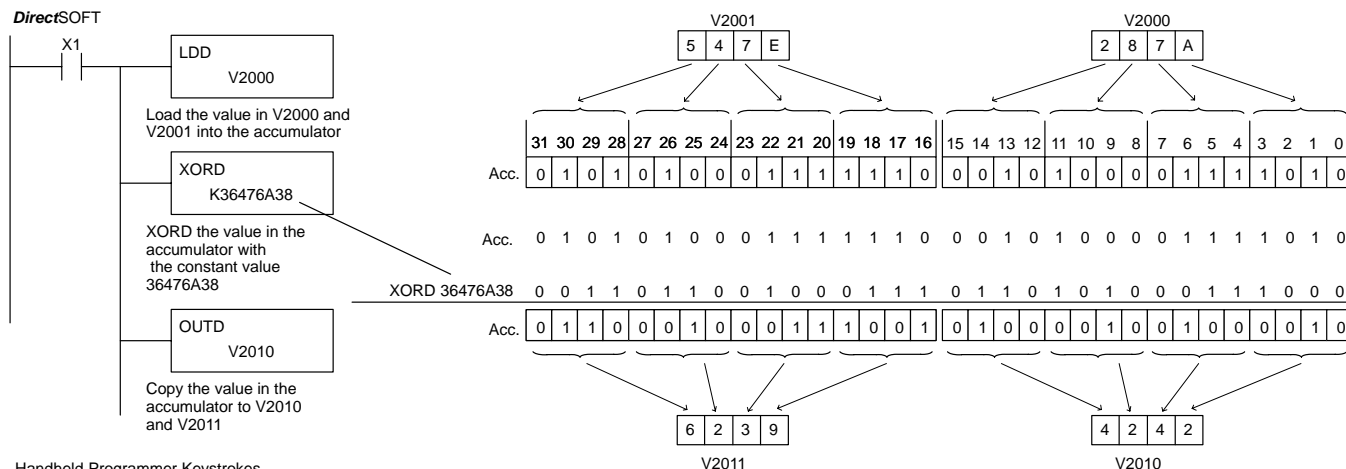 DirectSOFT
X1
LDD
V2000
Load the value in V2000 and
V2001 into the accumulator
XORD
K36476A38
XORD the value in the
accumulator with
the constant value
36476A38
OUTD
V2010
Copy the value in the
accumulator to V2010
and V2011
Handheld Programmer Keystrokes
V2001 V2000
5 4 7 E 2 8 7 A
31 30 29 28 27 26 25 24 23 22 21 20 19 18 17 16 15 14 13 12 11 10 9 8 7 6 5 4 3 2 1 0
Acc. 0 1 0 1 0 1 0 0 0 1 1 1 1 1 1 0 0 0 1 0 1 0 0 0 0 1 1 1 1 0 1 0
Acc. 0 1 0 1 0 1 0 0 0 1 1 1 1 1 1 0 0 0 1 0 1 0 0 0 0 1 1 1 1 0 1 0
XORD 36476A38 0 0 1 1 0 1 1 0 0 1 0 0 0 1 1 1 0 1 1 0 1 0 1 0 0 0 1 1 1 0 0 0
Acc. 0 1 1 0 0 0 1 0 0 0 1 1 1 0 0 1 0 1 0 0 0 0 1 0 0 1 0 0 0 0 1 0
6 2 3 9 4 2 4 2
V2011 V2010